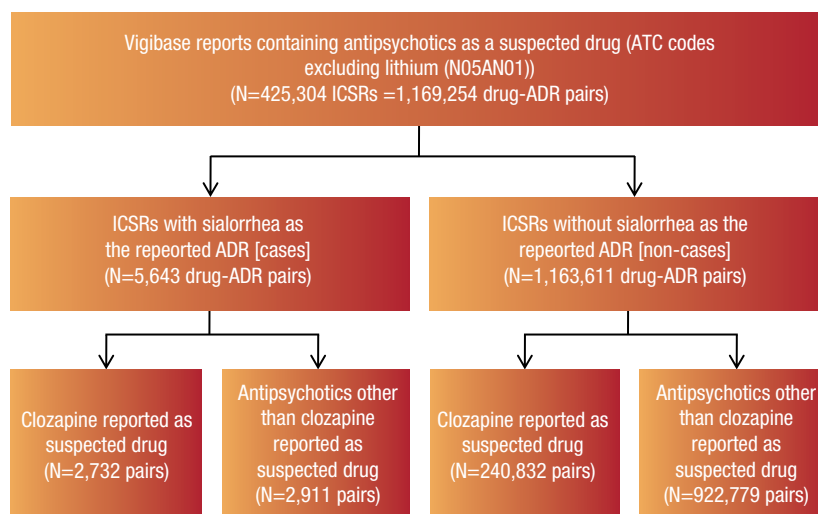 Vigibase reports containing antipsychotics as a suspected drug (ATC codes
excluding lithium (N05AN01))
(N=425,304 ICSRs =1,169,254 drug-ADR pairs)
ICSRs with sialorrhea as
the repeorted ADR [cases]
(N=5,643 drug-ADR pairs)
ICSRs without sialorrhea as the
repeorted ADR [non-cases]
(N=1,163,611 drug-ADR pairs)
Clozapine reported as
suspected drug
(N=2,732 pairs)
Antipsychotics other
than clozapine
reported as
suspected drug
(N=2,911 pairs)
Clozapine reported as
suspected drug
(N=240,832 pairs)
Antipsychotics other
than clozapine
reported as
suspected drug
(N=922,779 pairs)